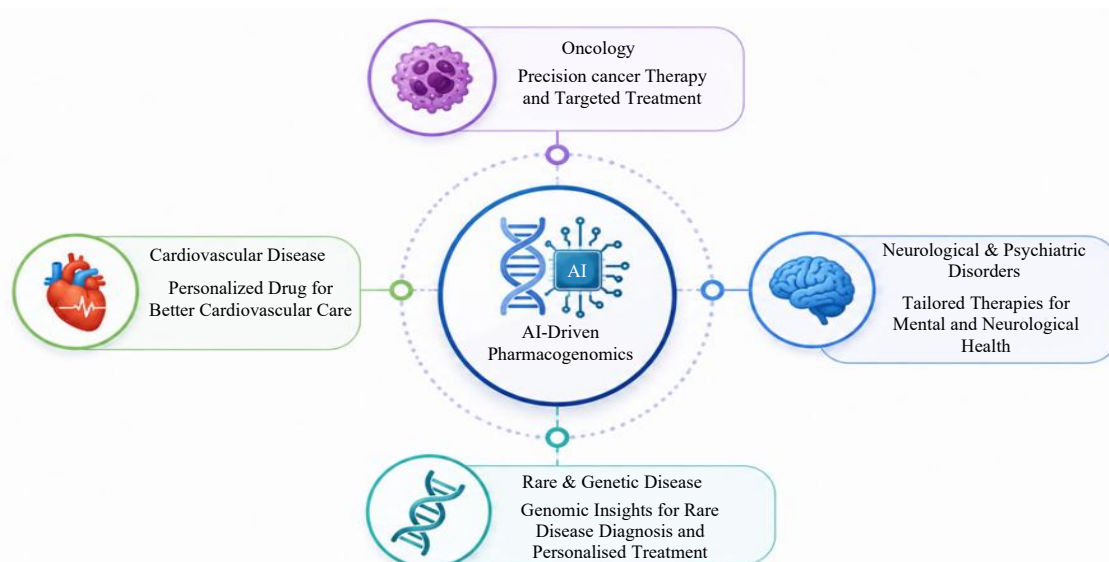 Oncology
Precision cancer Therapy
and Targeted Treatment
Cardiovascular Disease
Personalized Drug for
Better Cardiovascular Care
AI
AI-Driven
Pharmacogenomics
Neurological & Psychiatric
Disorders
Tailored Therapies for
Mental and Neurological
Health
Rare & Genetic Disease
Genomic Insights for Rare
Disease Diagnosis and
Personalised Treatment